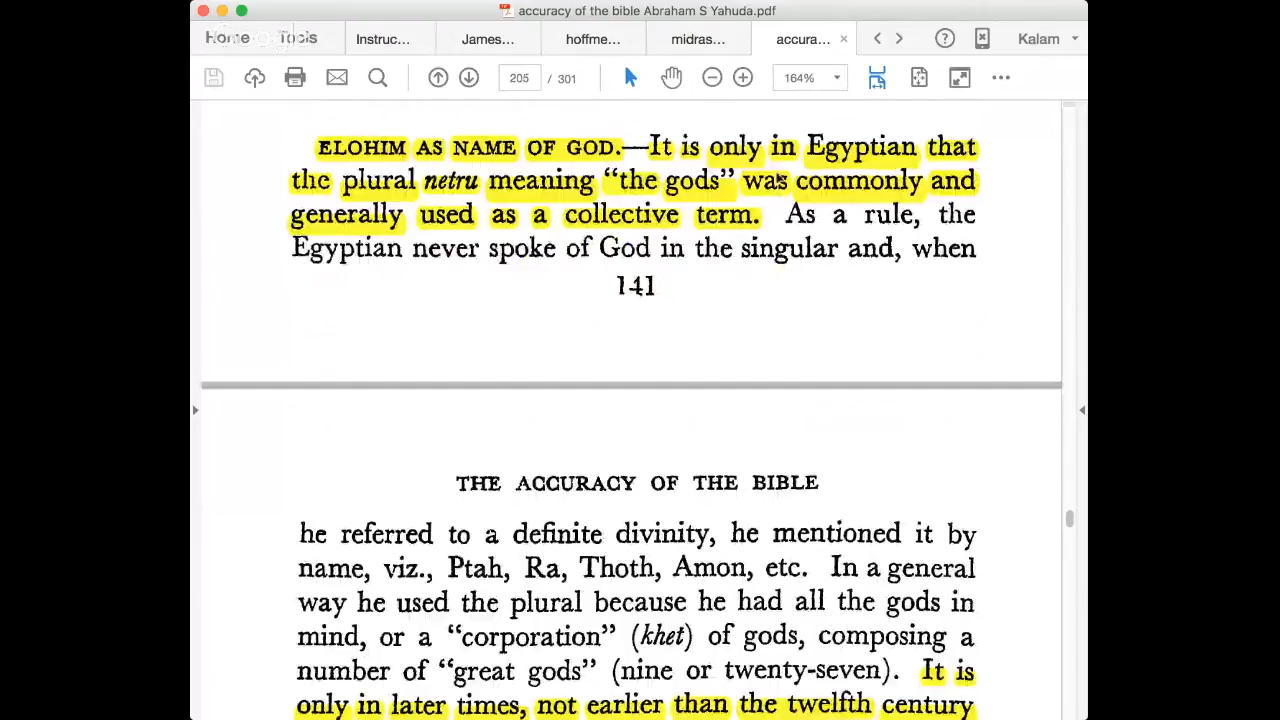 accuracy of the bible Abraham S Yahuda.pdf
Home Tools Instruc... James... hoffme... midras... accura... × Kalam
205 / 301 164%
ELOHIM AS NAME OF GOD.—It is only in Egyptian that
the plural netru meaning “the gods” was commonly and
generally used as a collective term. As a rule, the
Egyptian never spoke of God in the singular and, when
141
THE ACCURACY OF THE BIBLE
he referred to a definite divinity, he mentioned it by
name, viz., Ptah, Ra, Thoth, Amon, etc. In a general
way he used the plural because he had all the gods in
mind, or a “corporation” (khet) of gods, composing a
number of “great gods” (nine or twenty-seven). It is
only in later times, not earlier than the twelfth century